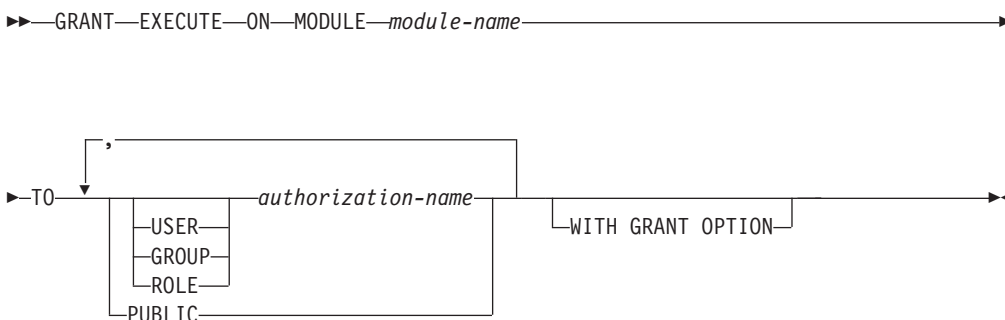 GRANT EXECUTE ON MODULE module-name
,
TO authorization-name
USER WITH GRANT OPTION
GROUP
ROLE
PUBLIC